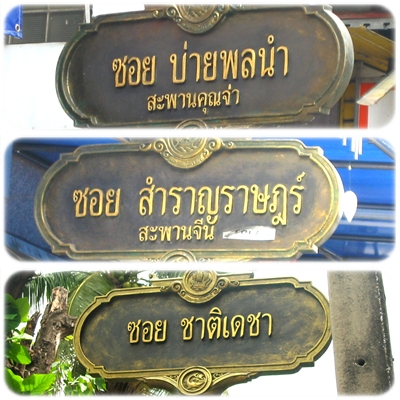 ซอย บ่ายพลนำ
สะพานคุณจ่า
ซอย สำราญราษฎร์
สะพานจีน
ซอย ชาติเดชา